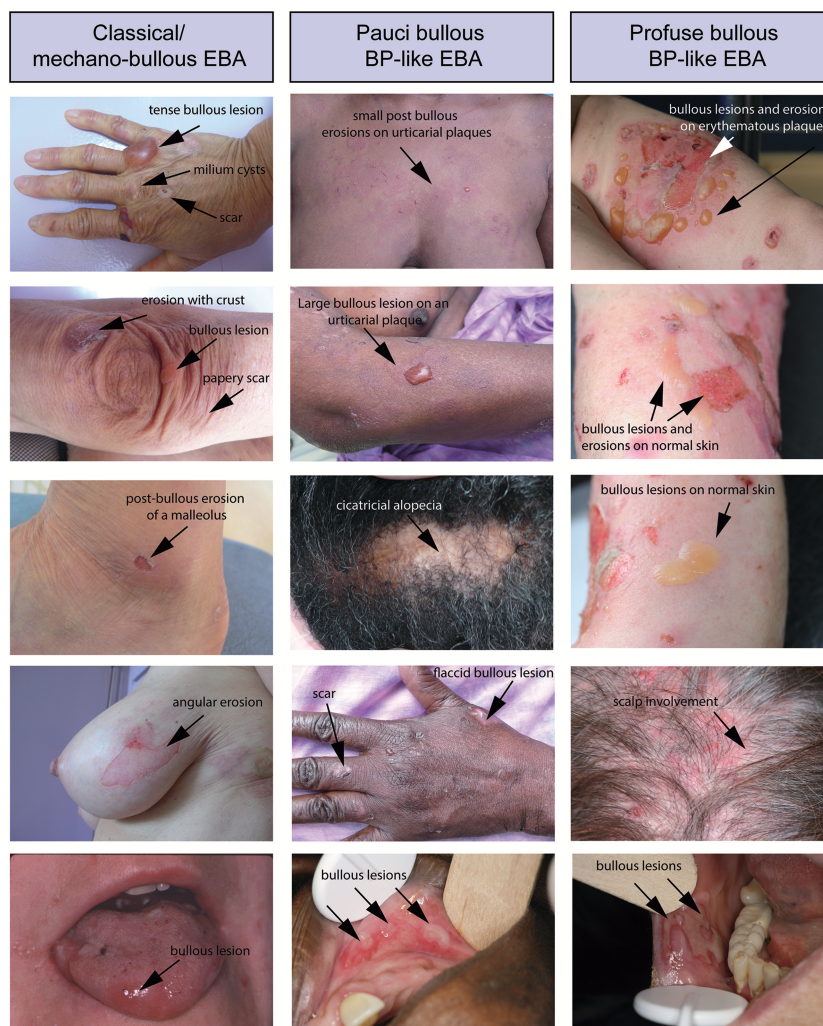 Classical/
mechano-bullous EBA
Pauci bullous
BP-like EBA
Profuse bullous
BP-like EBA
tense bullous lesion
milium cysts
scar
small post bullous
erosions on urticarial plaques
bullous lesions and erosion
on erythematous plaque
erosion with crust
bullous lesion
papery scar
Large bullous lesion on an
urticarial plaque
bullous lesions and
erosions on normal skin
post-bullous erosion
of a malleolus
cicatricial alopecia
bullous lesions on normal skin
angular erosion
scar
flaccid bullous lesion
scalp involvement
bullous lesion
bullous lesions
bullous lesions